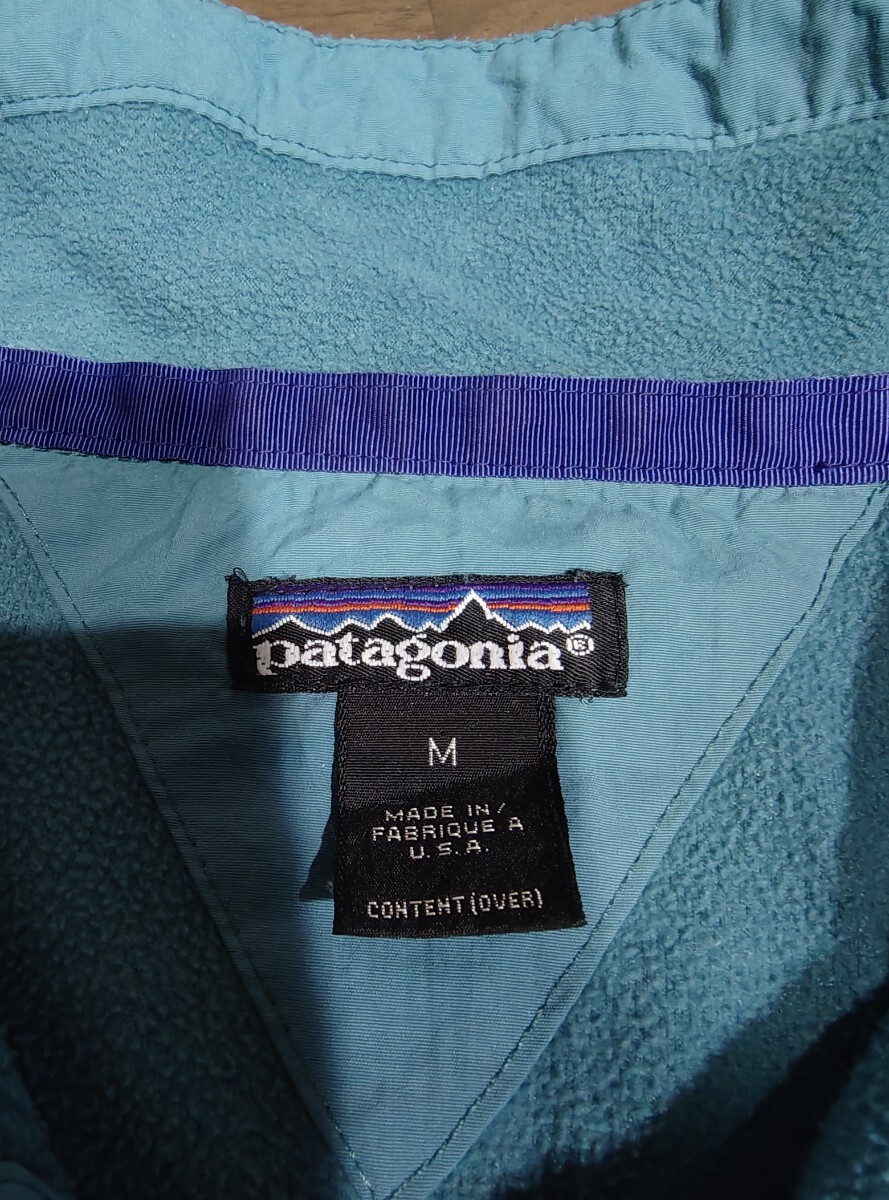 patagonia®
M
MADE IN/
FABRIQUE A
U.S.A.
CONTENT (OVER)